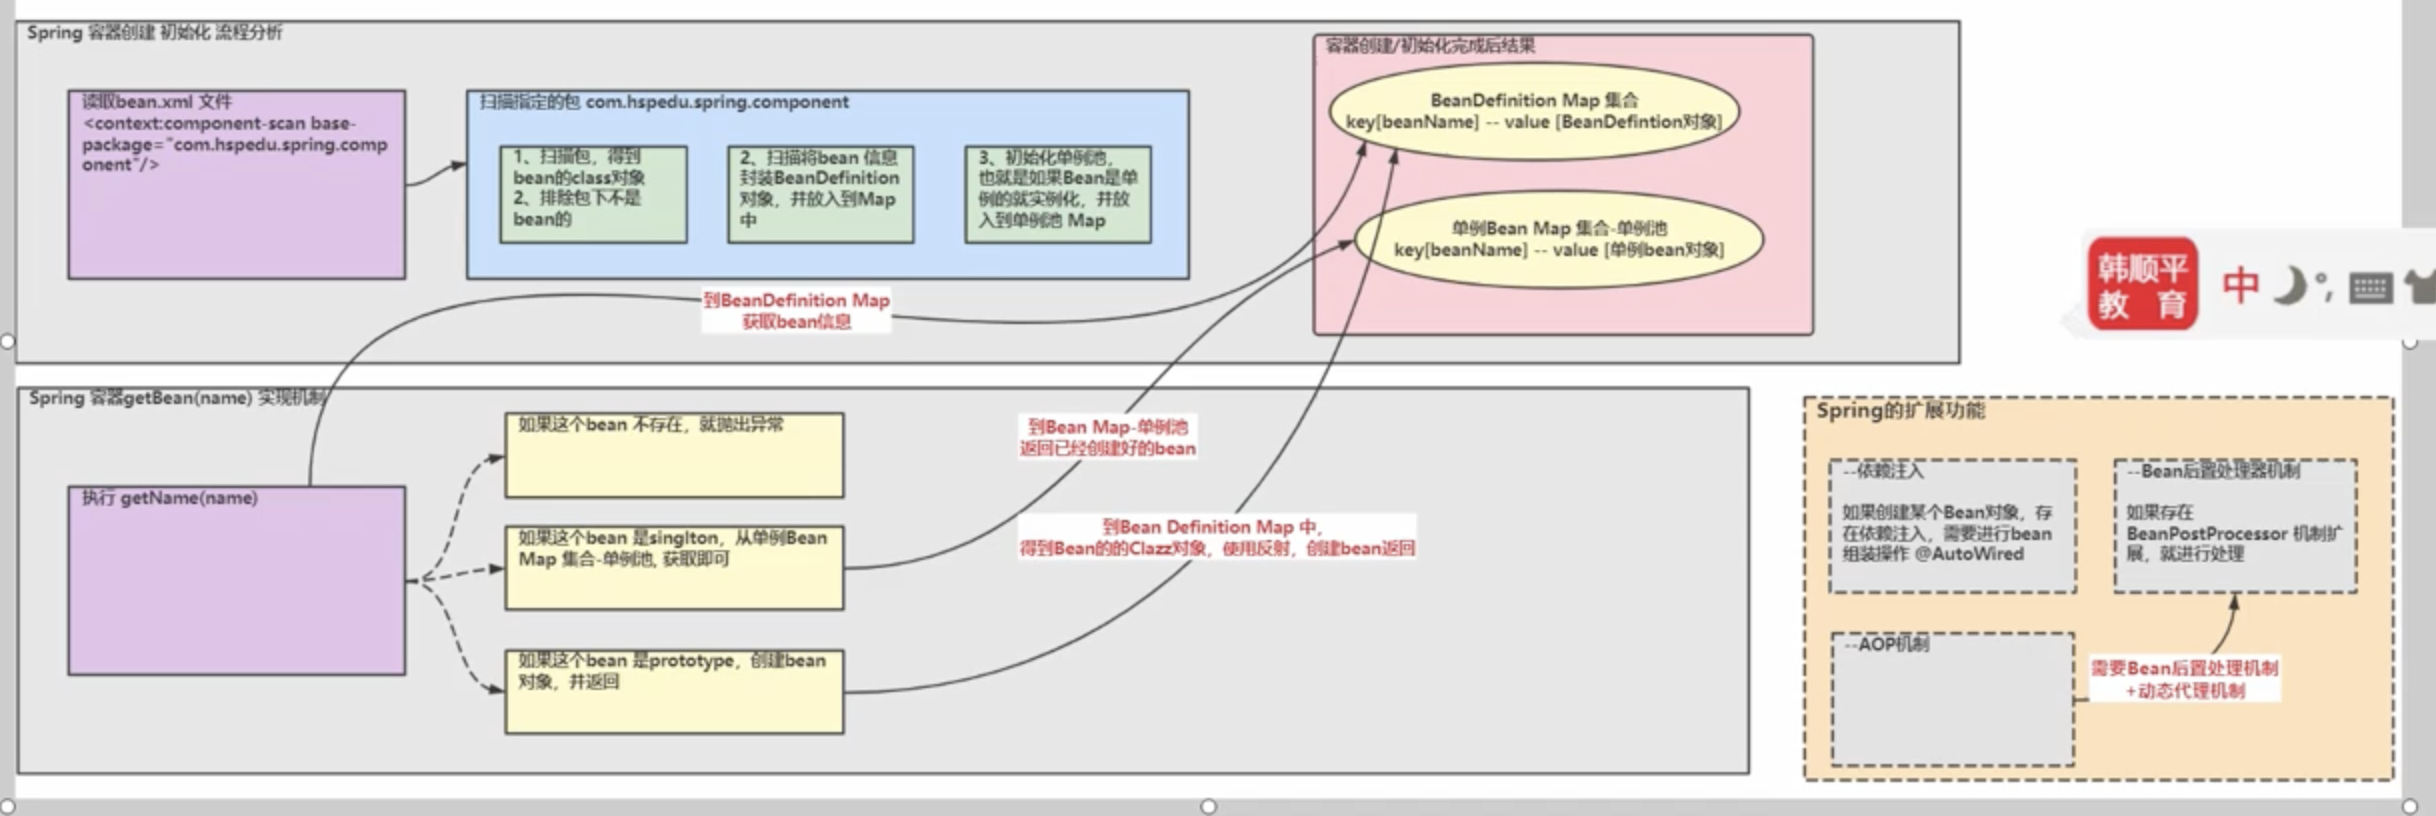 Spring 容器创建 初始化 流程分析
读取bean.xml 文件
<context:component-scan base-
package="com.hspedu.spring.comp
onent"/>
扫描指定的包 com.hspedu.spring.component
1、扫描包，得到
bean的class对象
2、排除包下不是
bean的
2、扫描将bean 信息
封装BeanDefinition
对象，并放入到Map
中
3、初始化单例池，
也就是如果Bean是单
例的就实例化，并放
入到单例池 Map
容器创建/初始化完成后结果
BeanDefinition Map 集合
key[beanName] -- value [BeanDefintion对象]
单例Bean Map 集合-单例池
key[beanName] -- value [单例bean对象]
到BeanDefinition Map
获取bean信息
韩顺平
教 育
中
Spring 容器getBean(name) 实现机制
执行 getName(name)
如果这个bean 不存在，就抛出异常
如果这个bean 是singlton，从单例Bean
Map 集合-单例池, 获取即可
如果这个bean 是prototype，创建bean
对象，并返回
到Bean Map-单例池
返回已经创建好的bean
到Bean Definition Map 中，
得到Bean的的Clazz对象，使用反射，创建bean返回
Spring的扩展功能
--依赖注入
如果创建某个Bean对象，存
在依赖注入，需要进行bean
组装操作 @AutoWired
--Bean后置处理器机制
如果存在
BeanPostProcessor 机制扩
展，就进行处理
--AOP机制
需要Bean后置处理机制
+动态代理机制